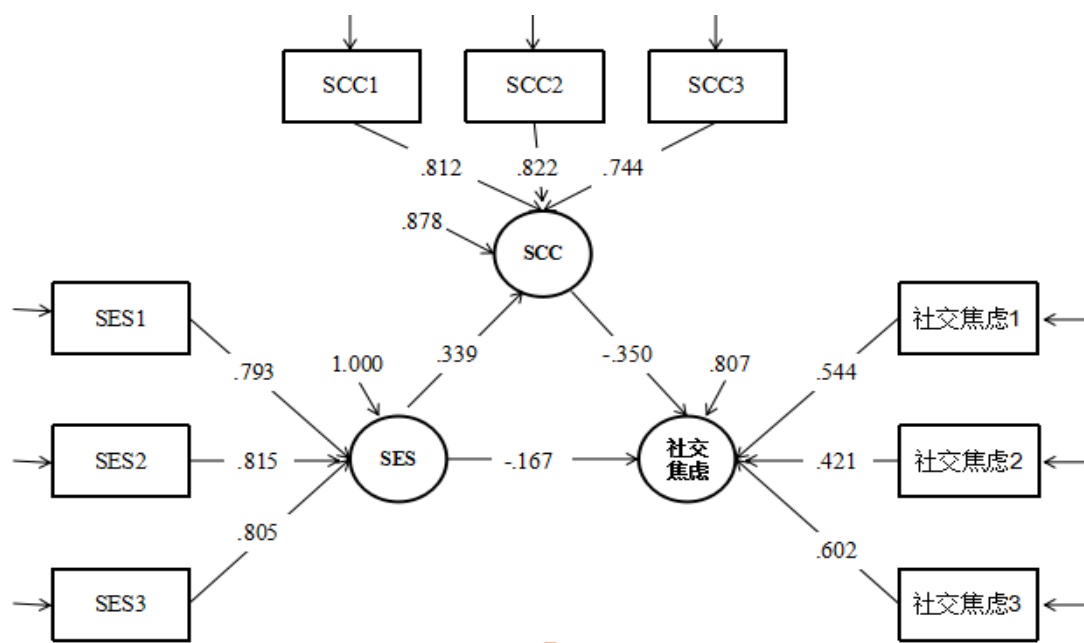 SCC1 SCC2 SCC3
.812 .822 .744
.878
SCC
SES1 社交焦虑1
.793 1.000 .339 -.350 .807 .544
SES2 .815 SES -.167 社交
焦虑 .421 社交焦虑2
.805 .602
SES3 社交焦虑3